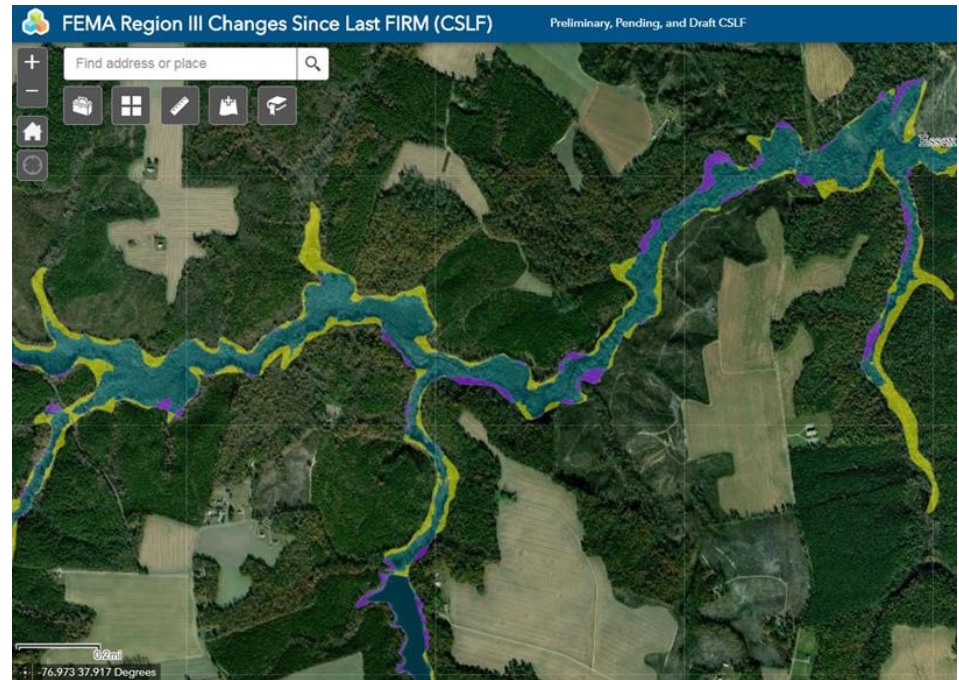 FEMA Region III Changes Since Last FIRM (CSLF)
Preliminary, Pending, and Draft CSLF
+
Find address or place
−
0.2mi
-76.973 37.917 Degrees